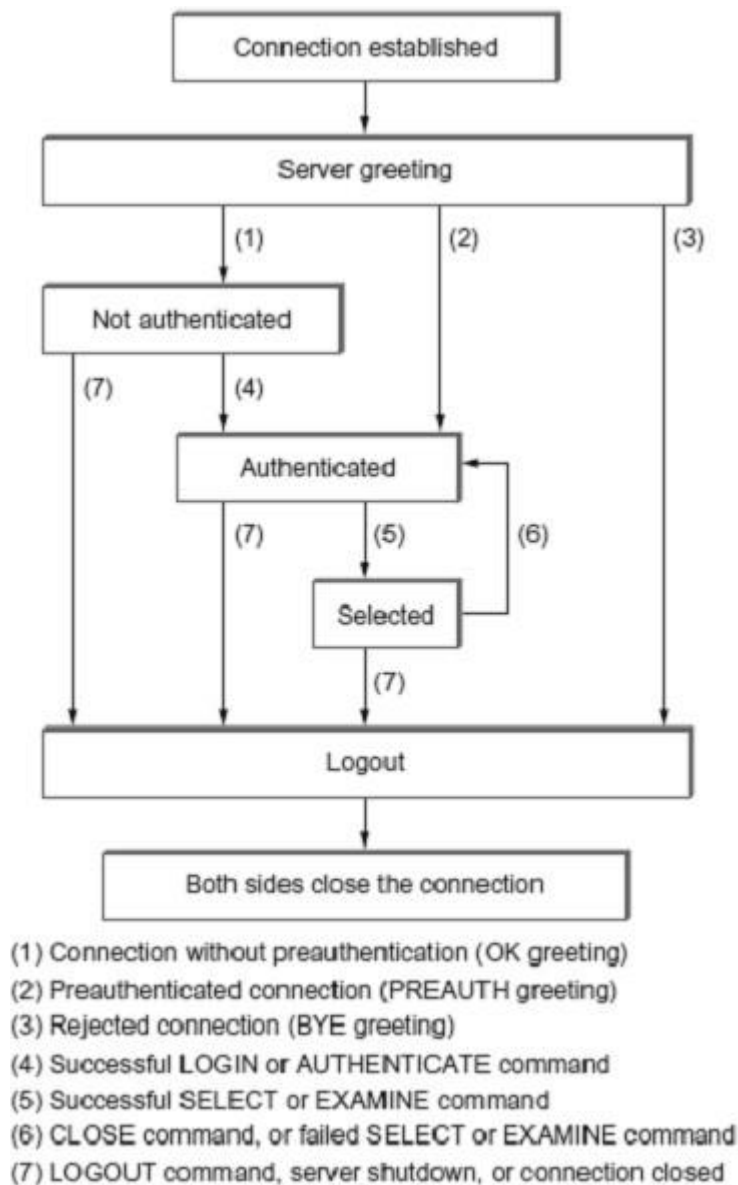 Connection established
Server greeting
(1)
(2)
(3)
Not authenticated
(7)
(4)
Authenticated
(7)
(5)
(6)
Selected
(7)
Logout
Both sides close the connection
(1) Connection without preauthentication (OK greeting)
(2) Preauthenticated connection (PREAUTH greeting)
(3) Rejected connection (BYE greeting)
(4) Successful LOGIN or AUTHENTICATE command
(5) Successful SELECT or EXAMINE command
(6) CLOSE command, or failed SELECT or EXAMINE command
(7) LOGOUT command, server shutdown, or connection closed